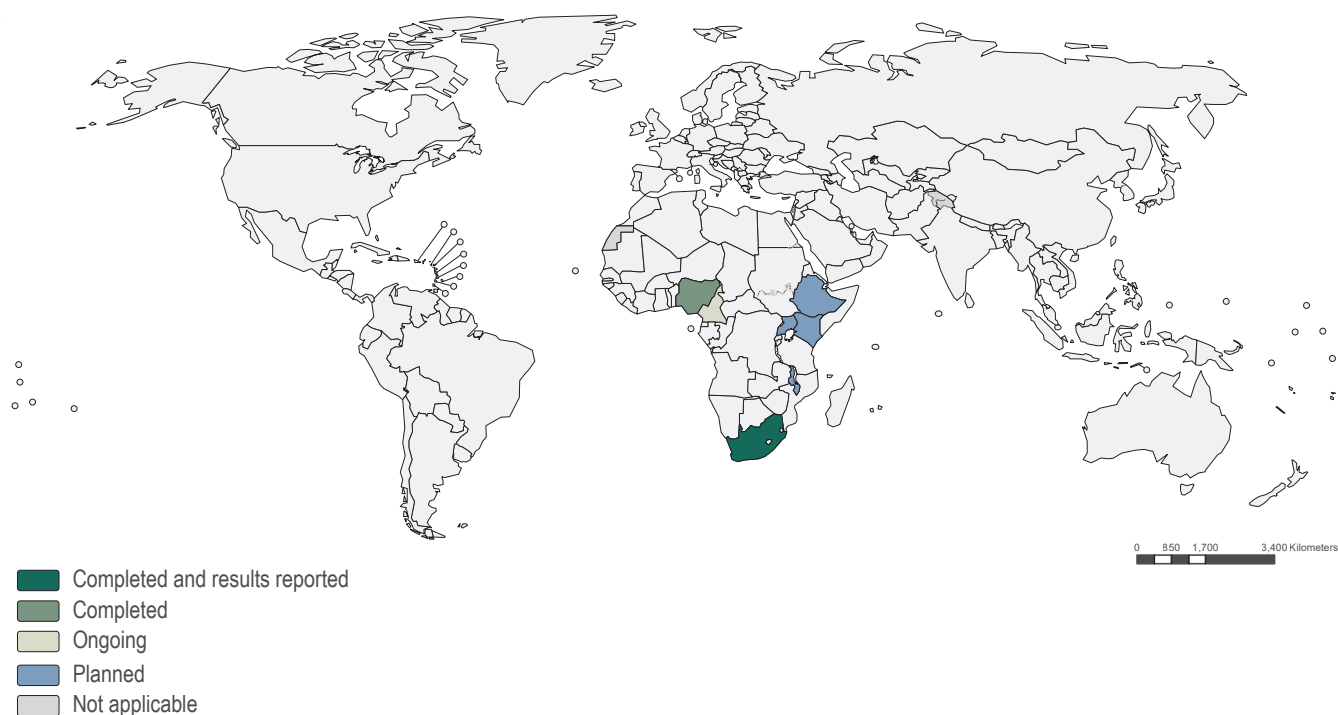 0 850 1,700 3,400 Kilometers
Completed and results reported
Completed
Ongoing
Planned
Not applicable